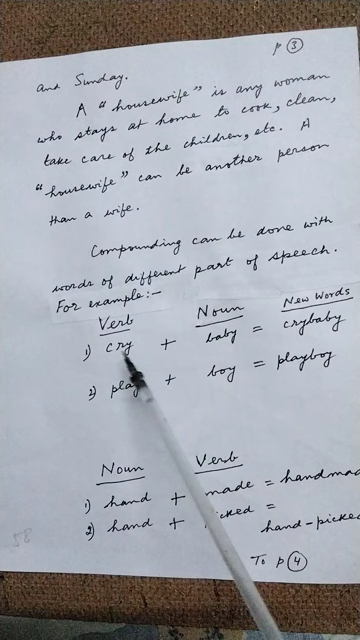 p ③
and Sunday.
A "housewife" is any woman
who stays at home to cook, clean,
take care of the children, etc. A
"housewife" can be another person
than a wife.
Compounding can be done with
words of different part of speech.
For example:-
Verb Noun New Words
1) cry + baby = crybaby
2) play + boy = playboy
Noun Verb
1) hand + made = handmad
2) hand + picked =
hand-picke
To p ④
58